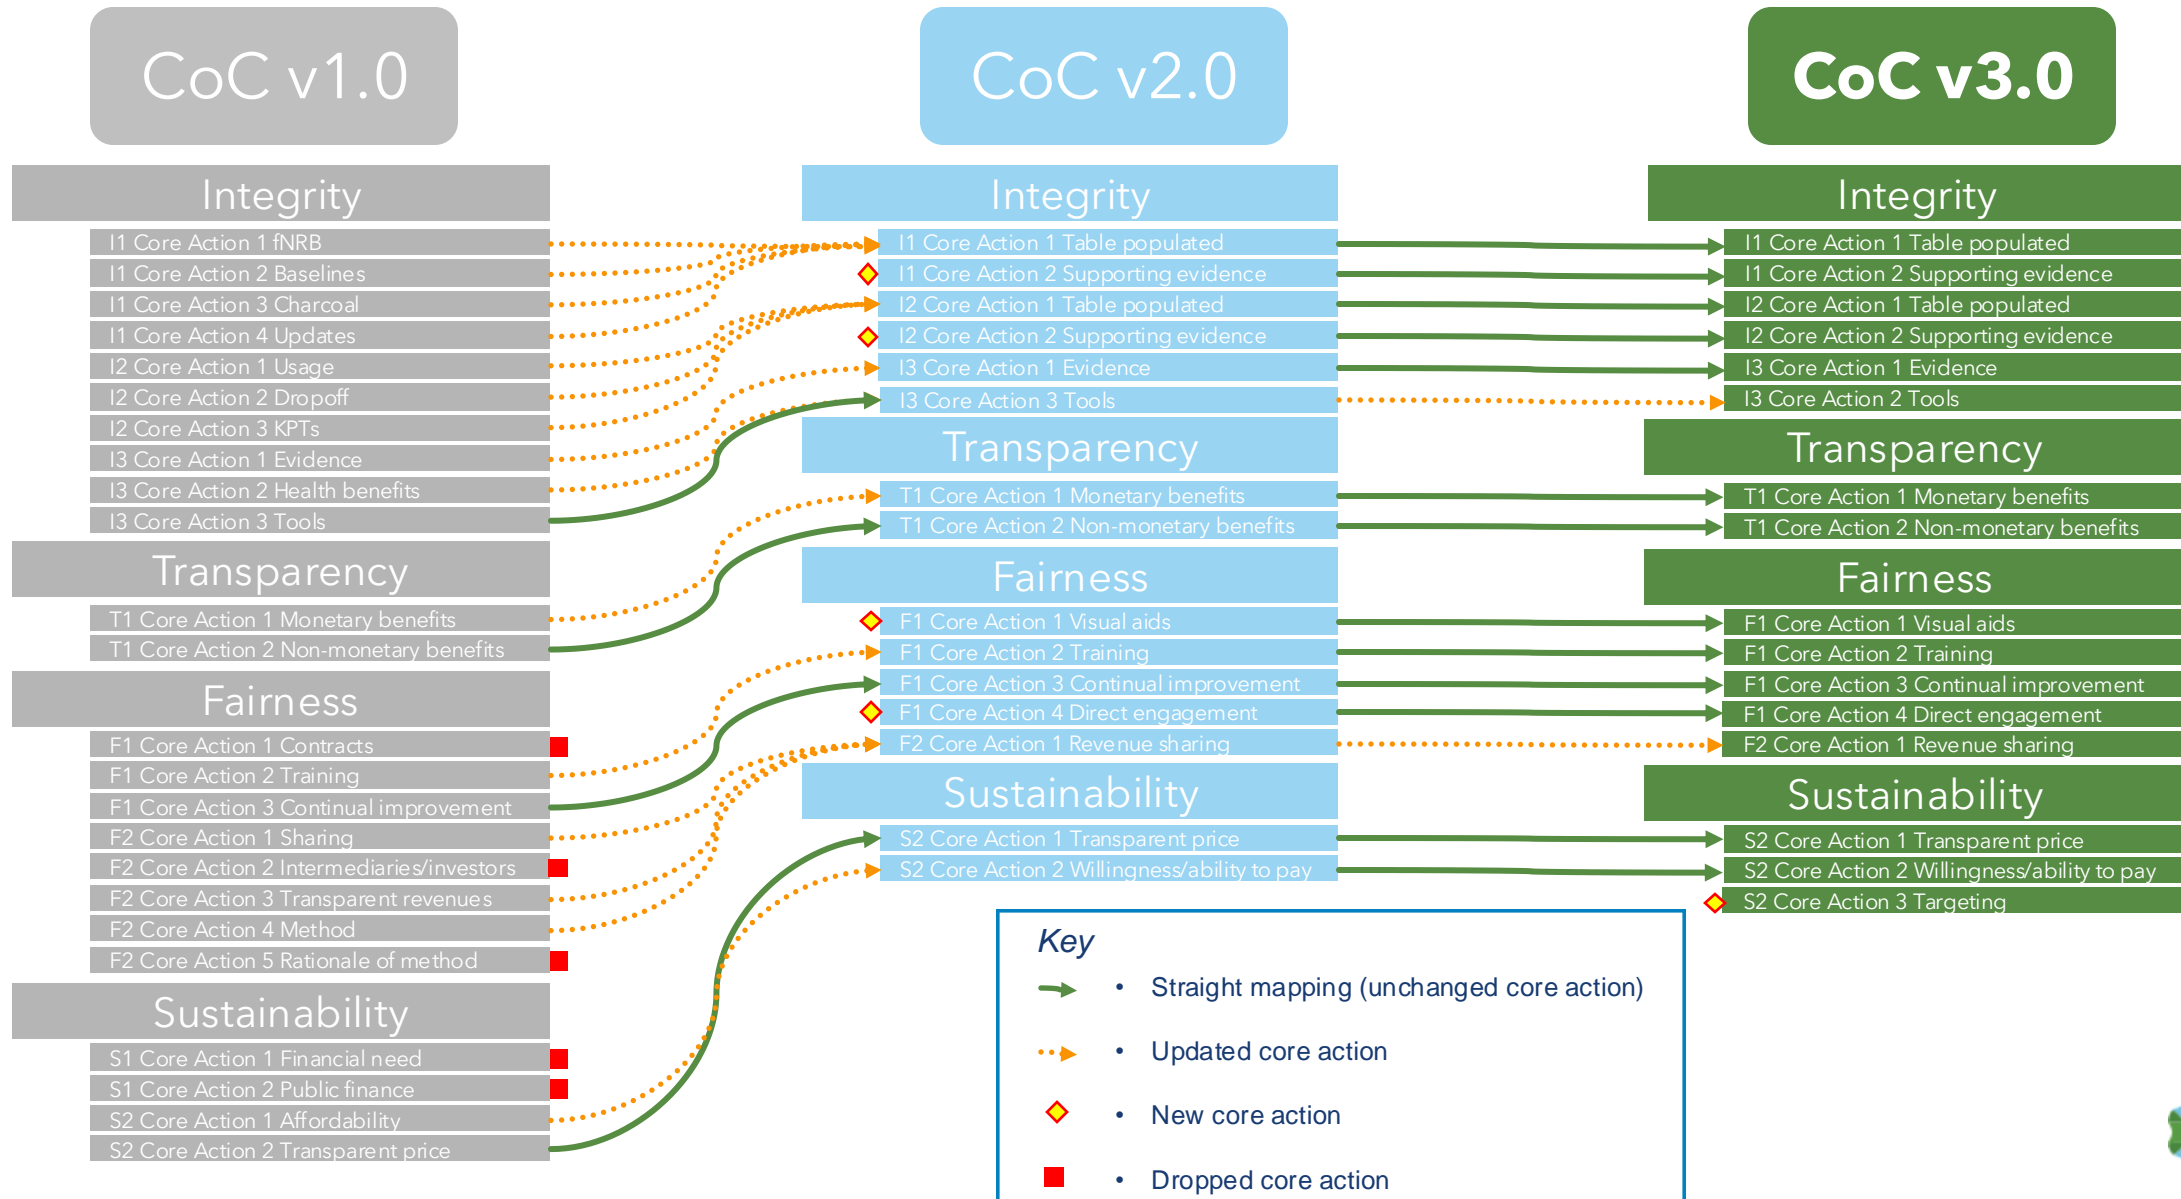 CoC v1.0
CoC v2.0
CoC v3.0
Integrity
I1 Core Action 1 fNRB
I1 Core Action 2 Baselines
I1 Core Action 3 Charcoal
I1 Core Action 4 Updates
I2 Core Action 1 Usage
I2 Core Action 2 Dropoff
I2 Core Action 3 KPTs
I3 Core Action 1 Evidence
I3 Core Action 2 Health benefits
I3 Core Action 3 Tools
Transparency
T1 Core Action 1 Monetary benefits
T1 Core Action 2 Non-monetary benefits
Fairness
F1 Core Action 1 Contracts
F1 Core Action 2 Training
F1 Core Action 3 Continual improvement
F2 Core Action 1 Sharing
F2 Core Action 2 Intermediaries/investors
F2 Core Action 3 Transparent revenues
F2 Core Action 4 Method
F2 Core Action 5 Rationale of method
Sustainability
S1 Core Action 1 Financial need
S1 Core Action 2 Public finance
S2 Core Action 1 Affordability
S2 Core Action 2 Transparent price
Integrity
I1 Core Action 1 Table populated
I1 Core Action 2 Supporting evidence
I2 Core Action 1 Table populated
I2 Core Action 2 Supporting evidence
I3 Core Action 1 Evidence
I3 Core Action 3 Tools
Transparency
T1 Core Action 1 Monetary benefits
T1 Core Action 2 Non-monetary benefits
Fairness
F1 Core Action 1 Visual aids
F1 Core Action 2 Training
F1 Core Action 3 Continual improvement
F1 Core Action 4 Direct engagement
F2 Core Action 1 Revenue sharing
Sustainability
S2 Core Action 1 Transparent price
S2 Core Action 2 Willingness/ability to pay
Integrity
I1 Core Action 1 Table populated
I1 Core Action 2 Supporting evidence
I2 Core Action 1 Table populated
I2 Core Action 2 Supporting evidence
I3 Core Action 1 Evidence
I3 Core Action 2 Tools
Transparency
T1 Core Action 1 Monetary benefits
T1 Core Action 2 Non-monetary benefits
Fairness
F1 Core Action 1 Visual aids
F1 Core Action 2 Training
F1 Core Action 3 Continual improvement
F1 Core Action 4 Direct engagement
F2 Core Action 1 Revenue sharing
Sustainability
S2 Core Action 1 Transparent price
S2 Core Action 2 Willingness/ability to pay
S2 Core Action 3 Targeting
Key
• Straight mapping (unchanged core action)
• Updated core action
• New core action
• Dropped core action